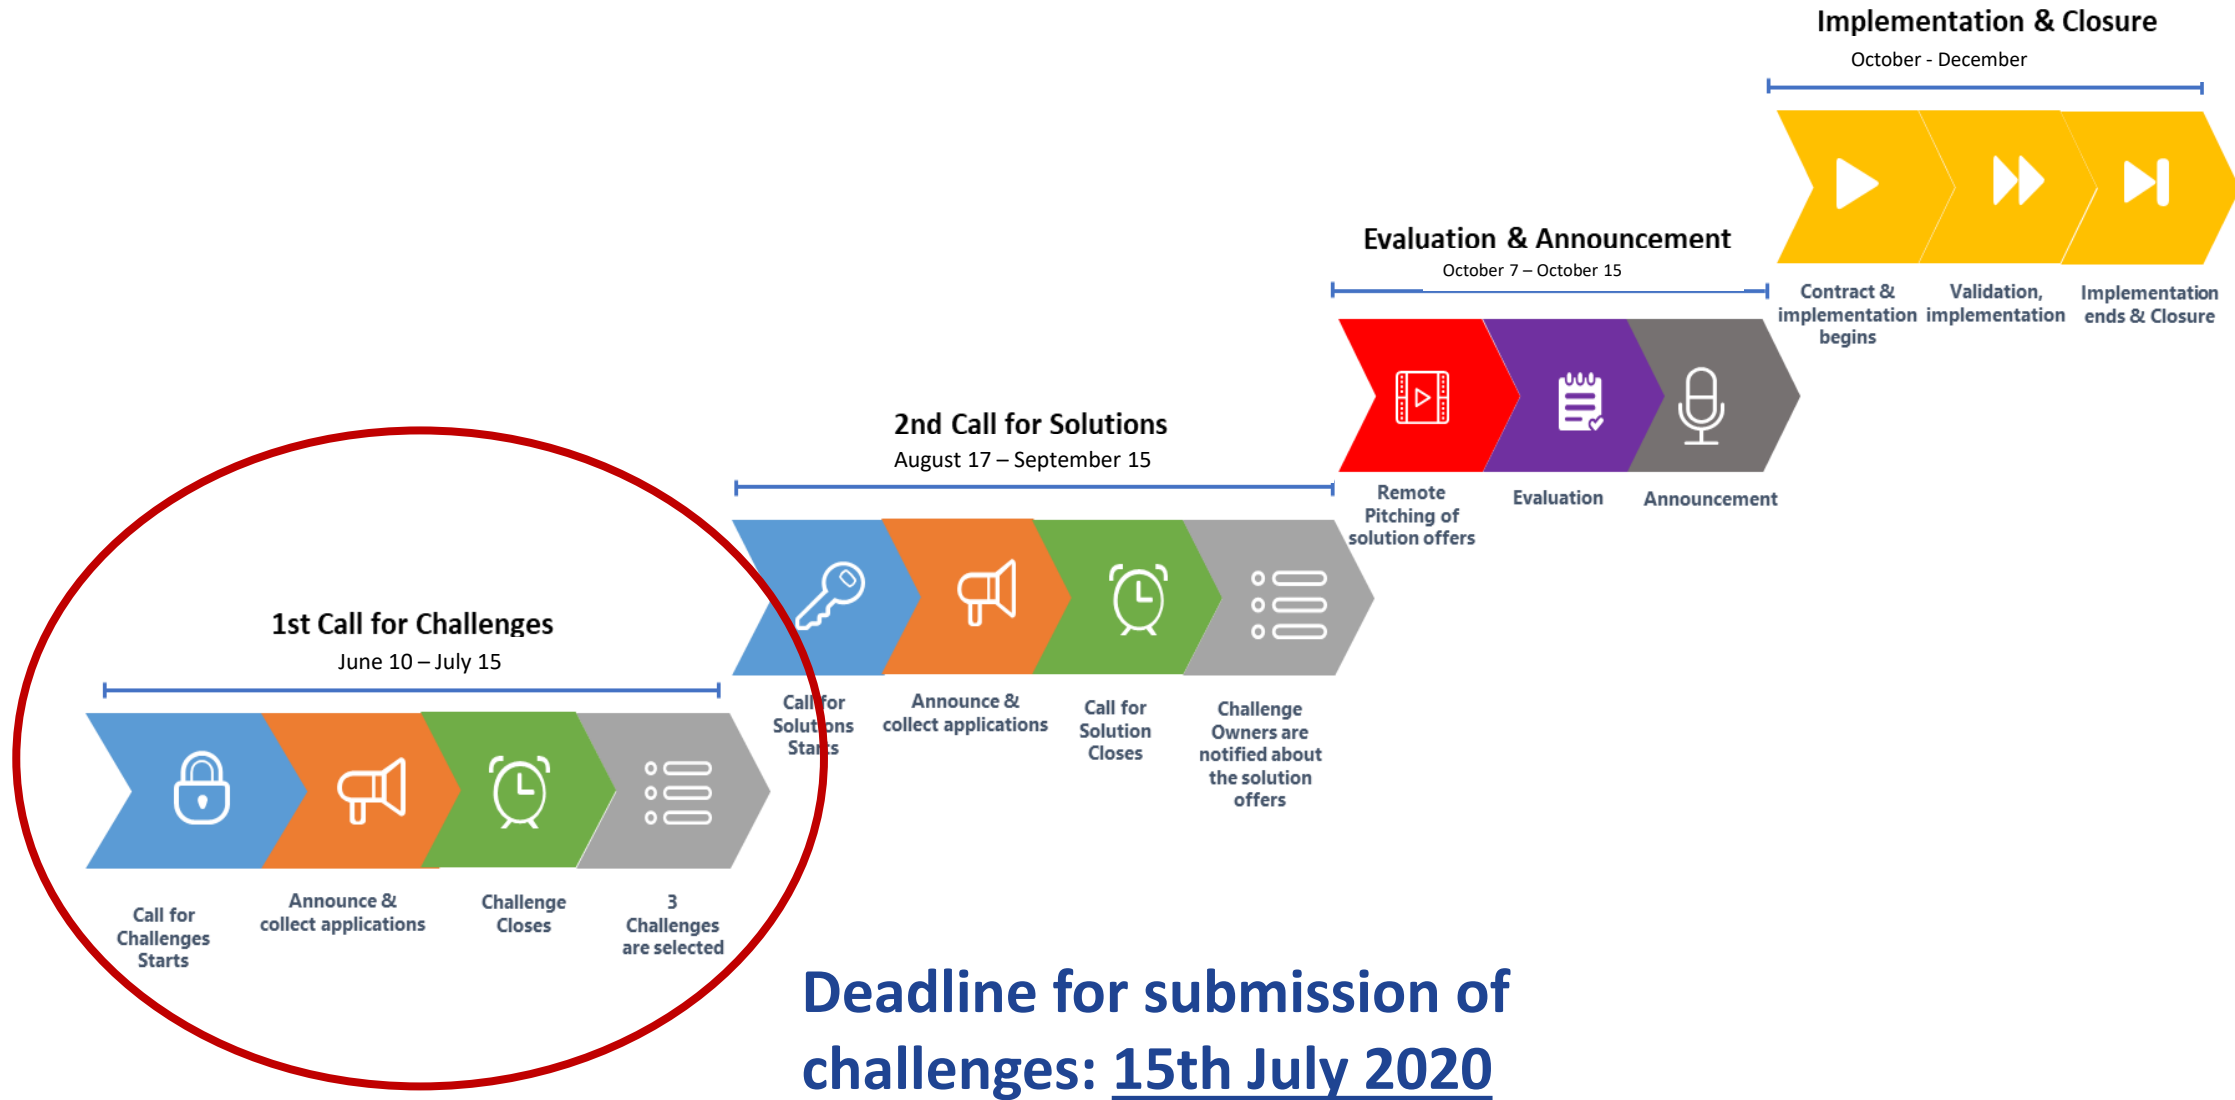 Implementation & Closure
October - December
Contract &
implementation
begins
Validation,
implementation
Implementation
ends & Closure
Evaluation & Announcement
October 7 – October 15
Remote
Pitching of
solution offers
Evaluation
Announcement
2nd Call for Solutions
August 17 – September 15
Call for
Solutions
Starts
Announce &
collect applications
Call for
Solution
Closes
Challenge
Owners are
notified about
the solution
offers
1st Call for Challenges
June 10 – July 15
Call for
Challenges
Starts
Announce &
collect applications
Challenge
Closes
3
Challenges
are selected
Deadline for submission of
challenges: 15th July 2020